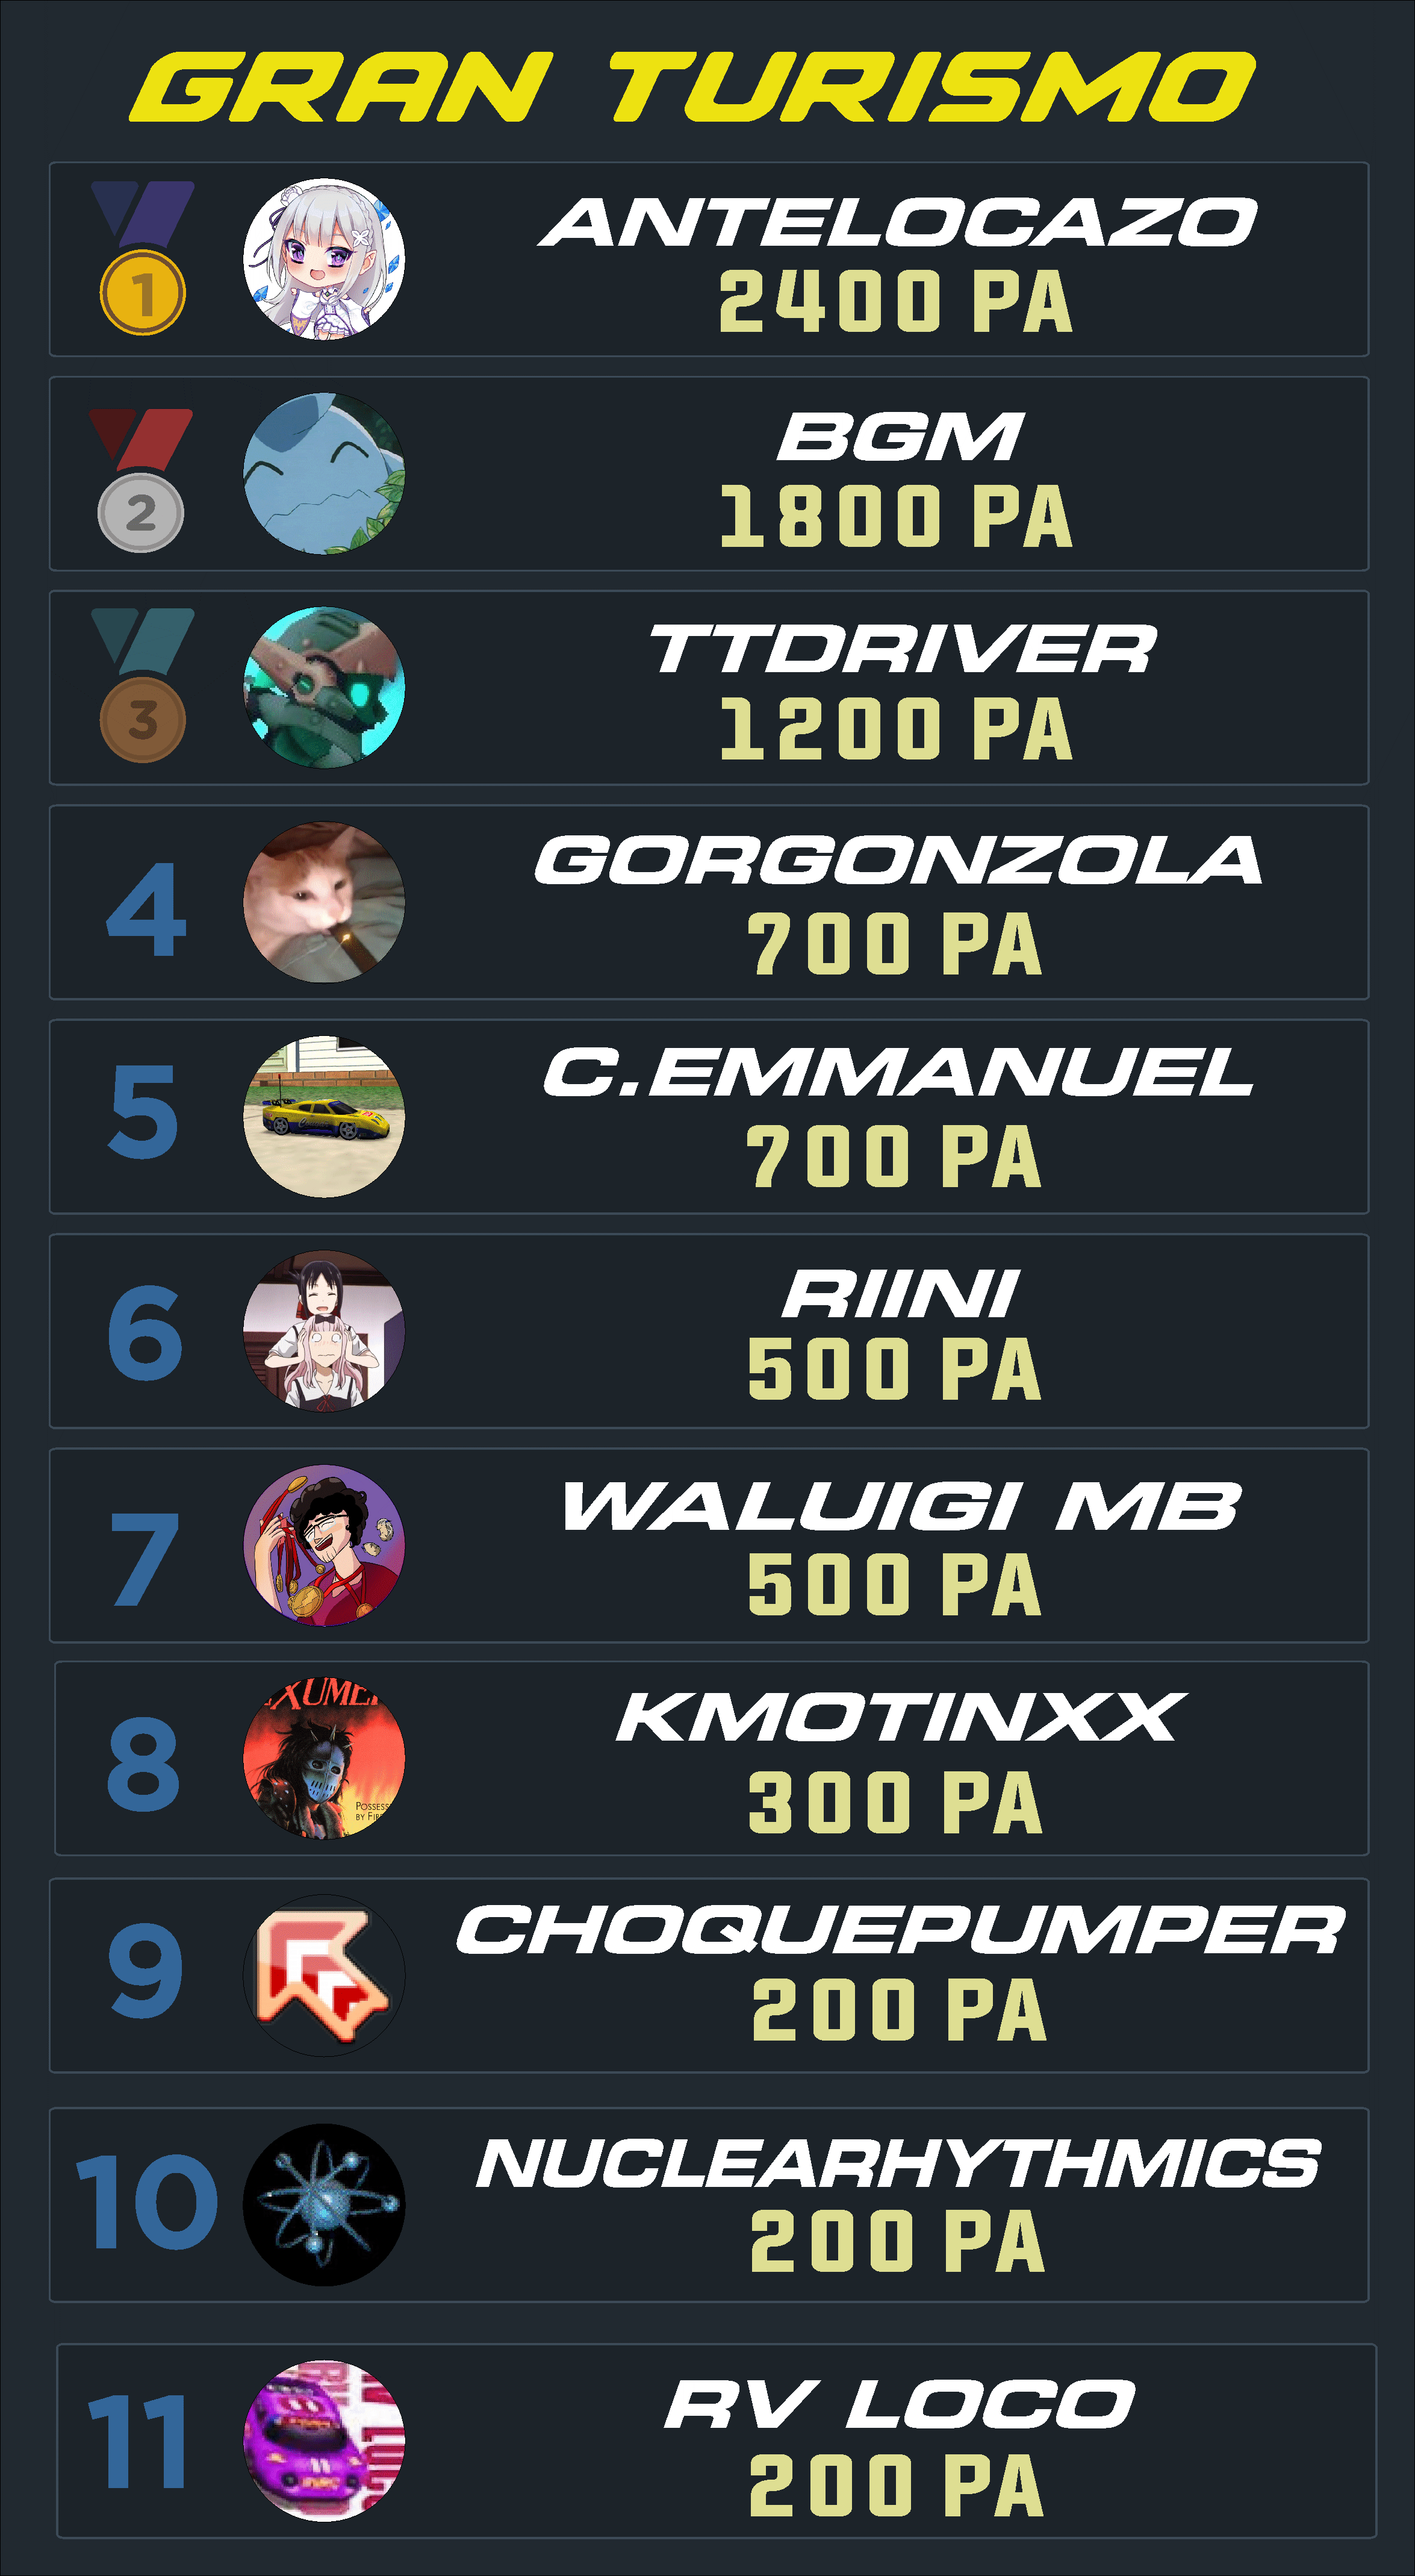 GRAN TURISMO
1
ANTELOCAZO
2400 PA
2
BGM
1800 PA
3
TTDRIVER
1200 PA
4
GORGONZOLA
700 PA
5
C.EMMANUEL
700 PA
6
RIINI
500 PA
7
WALUIGI MB
500 PA
8
KMOTINXX
300 PA
9
CHOQUEPUMPER
200 PA
10
NUCLEARHYTHMICS
200 PA
11
RV LOCO
200 PA